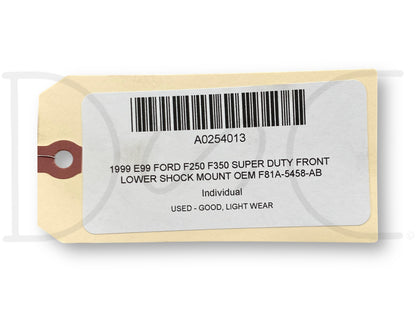 A0254013
1999 E99 FORD F250 F350 SUPER DUTY FRONT
LOWER SHOCK MOUNT OEM F81A-5458-AB
Individual
USED - GOOD, LIGHT WEAR